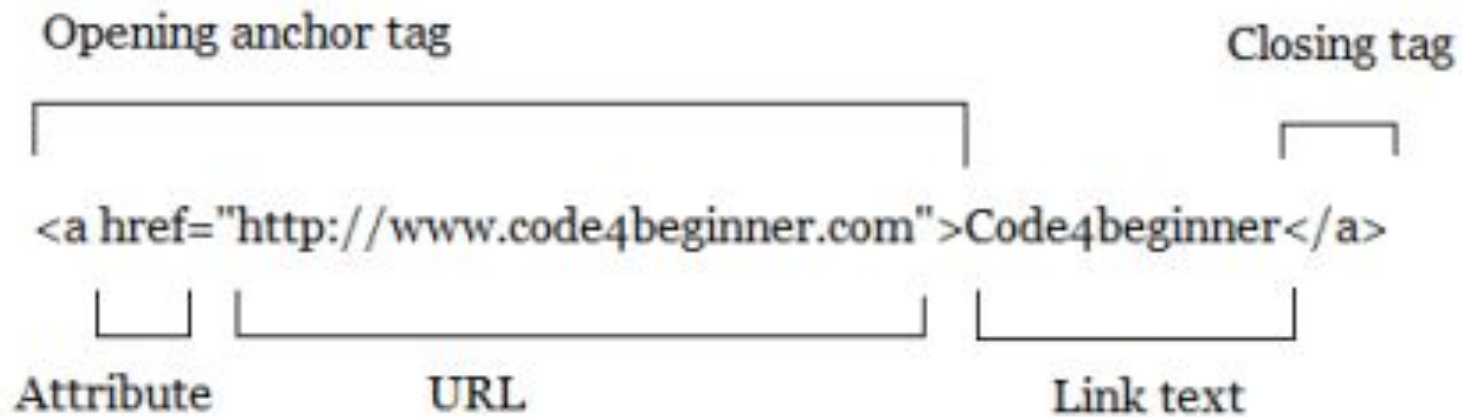 Opening anchor tag
Closing tag
<a href="http://www.code4beginner.com">Code4beginner</a>
Attribute URL Link text